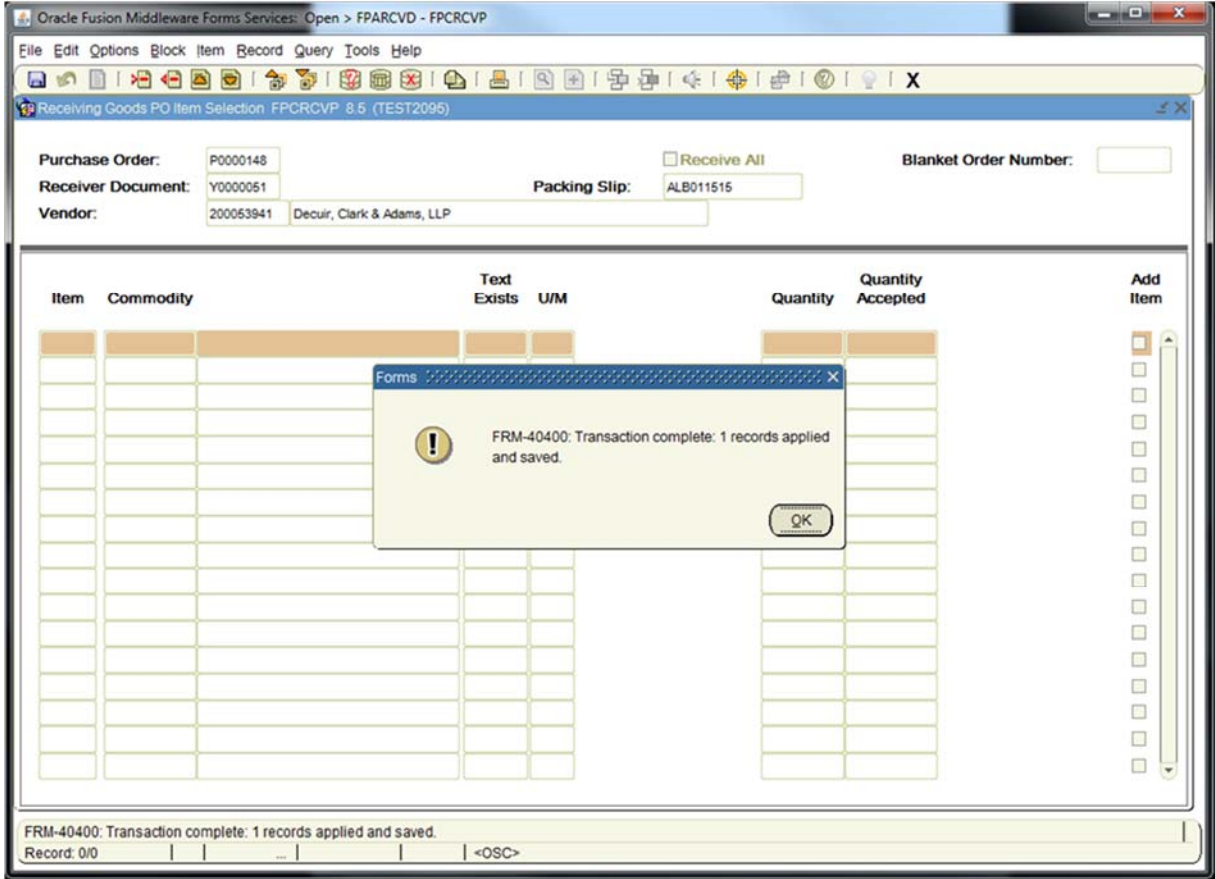 Oracle Fusion Middleware Forms Services: Open > FPARCVD - FPCRCVP
File Edit Options Block Item Record Query Tools Help
X
Receiving Goods PO Item Selection FPCRCVP 8.5 (TEST2095)
Purchase Order: P0000148 Receive All Blanket Order Number:
Receiver Document: Y0000051 Packing Slip: ALB011515
Vendor: 200053941 Decuir, Clark & Adams, LLP
Text Quantity Add
Item Commodity Exists U/M Quantity Accepted Item
Forms
FRM-40400: Transaction complete: 1 records applied
and saved.
OK
FRM-40400: Transaction complete: 1 records applied and saved.
Record: 0/0 ... <OSC>